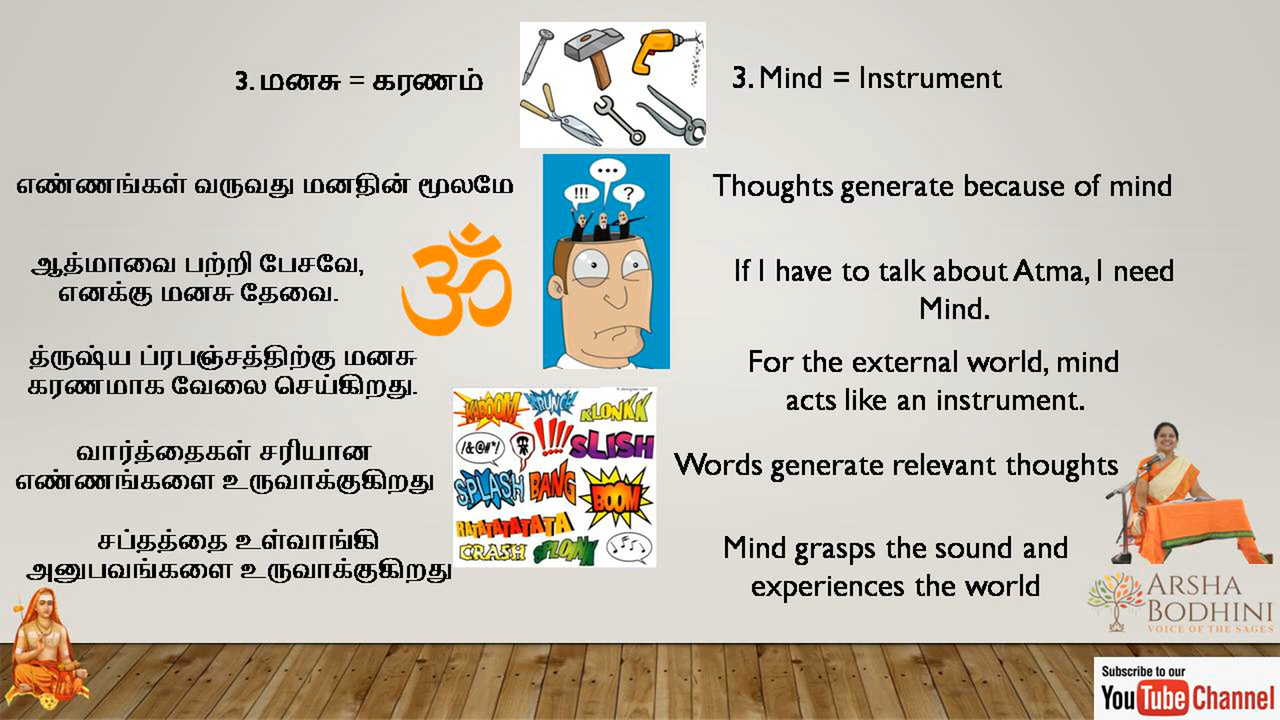 3. மனசு = கரணம்
3. Mind = Instrument
எண்ணங்கள் வருவது மனதின் மூலமே
Thoughts generate because of mind
...
!!!
?
ஆத்மாவை பற்றி பேசவே,
எனக்கு மனசு தேவை.
ॐ
If I have to talk about Atma, I need
Mind.
த்ருஷ்ய ப்ரபஞ்சத்திற்கு மனசு
கரணமாக வேலை செய்கிறது.
For the external world, mind
acts like an instrument.
KABOOM
KRUNCH
KLONKK
!&@#*/
!!!!
SLISH
SPLASH
BANG
BOOM
RATATATATATA
CRASH
வார்த்தைகள் சரியான
எண்ணங்களை உருவாக்குகிறது
Words generate relevant thoughts
சப்தத்தை உள்வாங்கி
அனுபவங்களை உருவாக்குகிறது
Mind grasps the sound and
experiences the world
ARSHA
BODHINI
VOICE OF THE SAGES
Subscribe to our
YouTube Channel